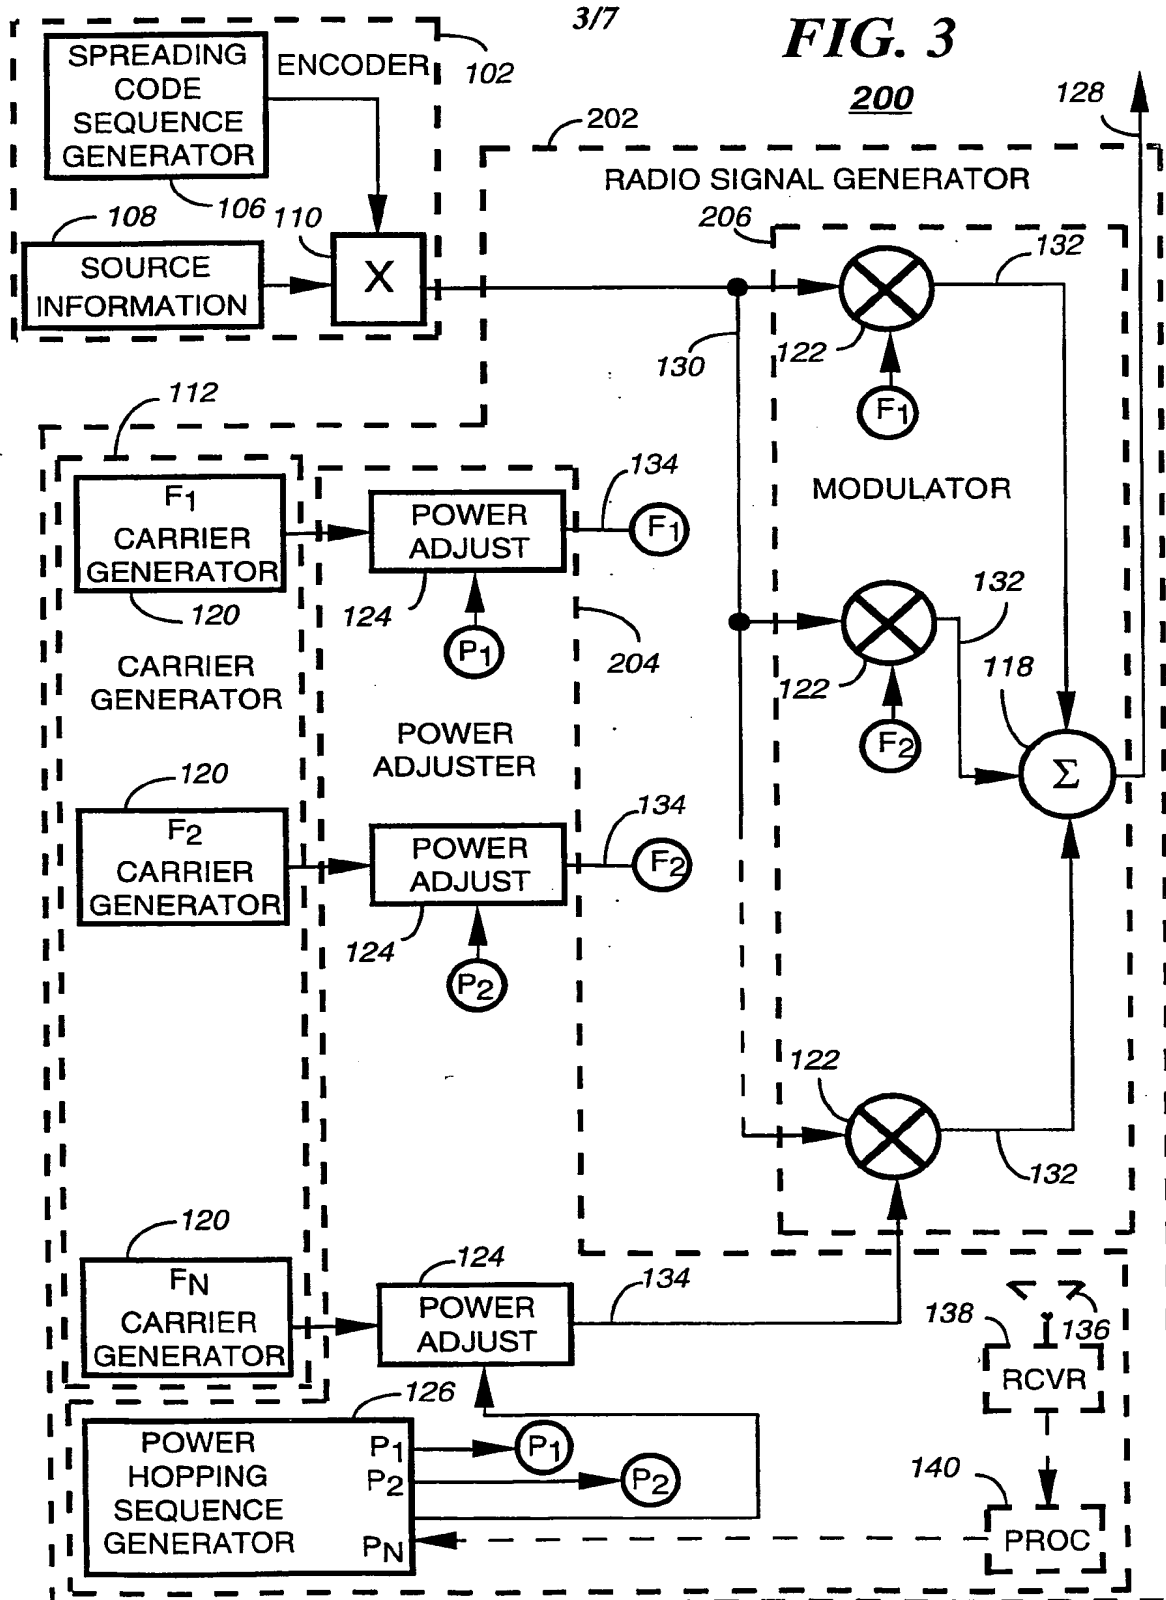 3/7
FIG. 3
200
SPREADING
CODE
SEQUENCE
GENERATOR
ENCODER
102
106
108
SOURCE
INFORMATION
110
X
128
202
RADIO SIGNAL GENERATOR
206
132
122
130
F1
MODULATOR
112
F1
CARRIER
GENERATOR
120
CARRIER
GENERATOR
POWER
ADJUST
124
P1
134
F1
204
POWER
ADJUSTER
132
122
F2
118
Σ
120
F2
CARRIER
GENERATOR
POWER
ADJUST
124
P2
134
F2
122
132
120
FN
CARRIER
GENERATOR
124
POWER
ADJUST
134
138
136
RCVR
126
POWER
HOPPING
SEQUENCE
GENERATOR
P1
P2
PN
P1
P2
140
PROC